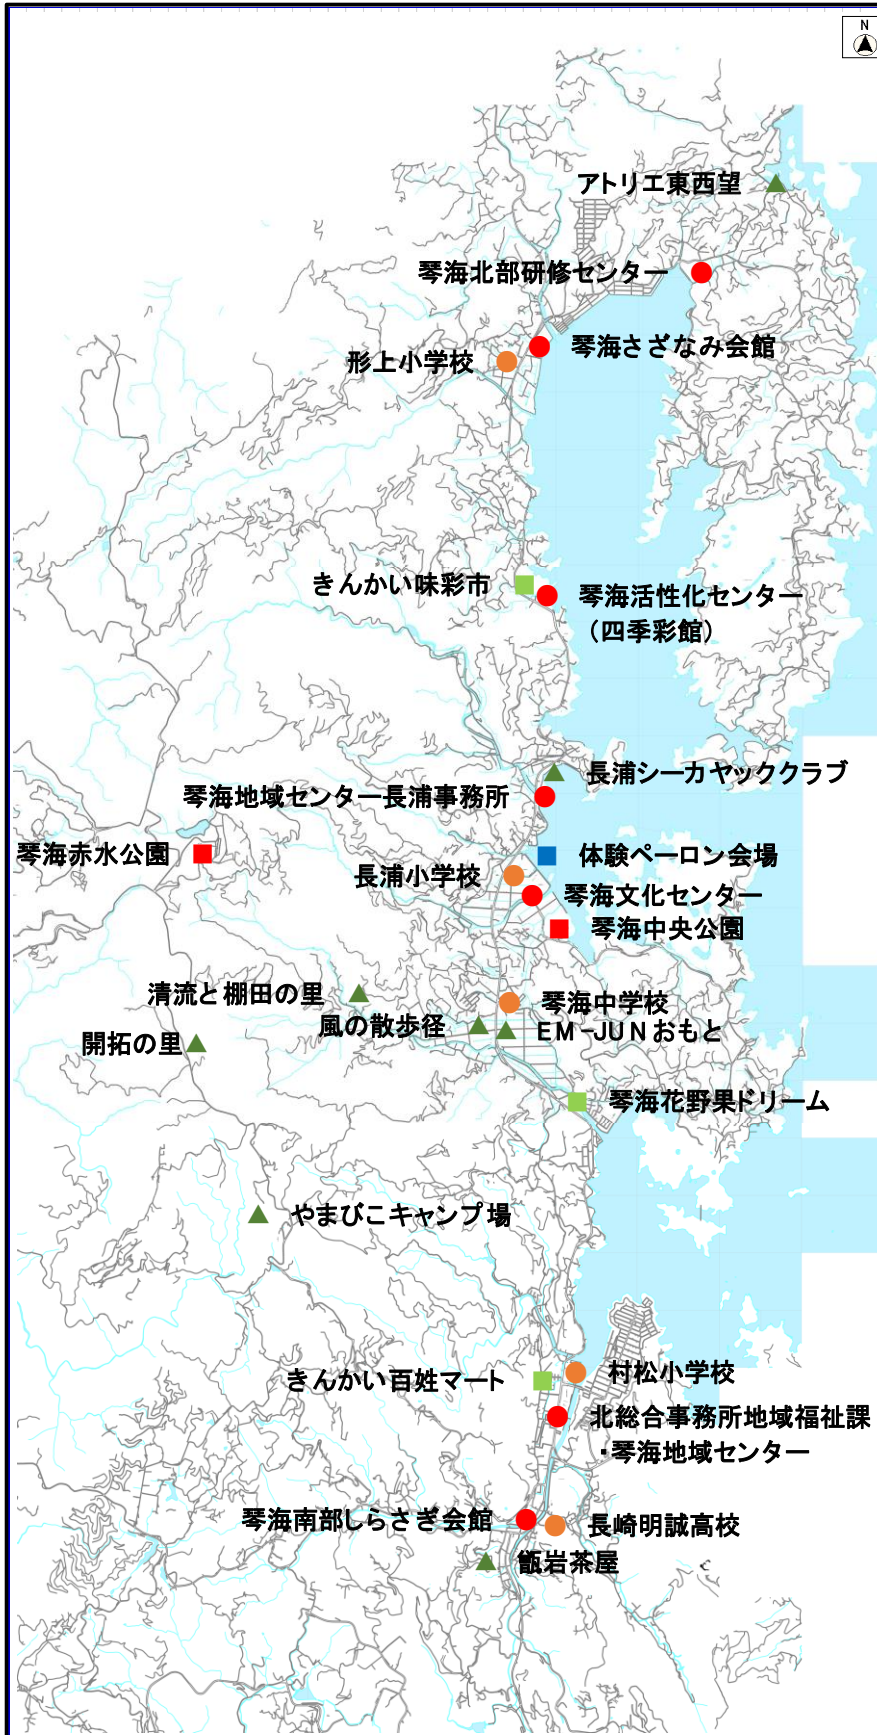 N
アトリエ東西望
琴海北部研修センター
琴海さざなみ会館
形上小学校
きんかい味彩市
琴海活性化センター
（四季彩館）
長浦シーカヤッククラブ
琴海地域センター長浦事務所
琴海赤水公園
体験ペーロン会場
長浦小学校
琴海文化センター
琴海中央公園
清流と棚田の里
琴海中学校
風の散歩径
EM-JUNおもと
開拓の里
琴海花野果ドリーム
やまびこキャンプ場
村松小学校
きんかい百姓マート
北総合事務所地域福祉課
・琴海地域センター
琴海南部しらさぎ会館
長崎明誠高校
甑岩茶屋